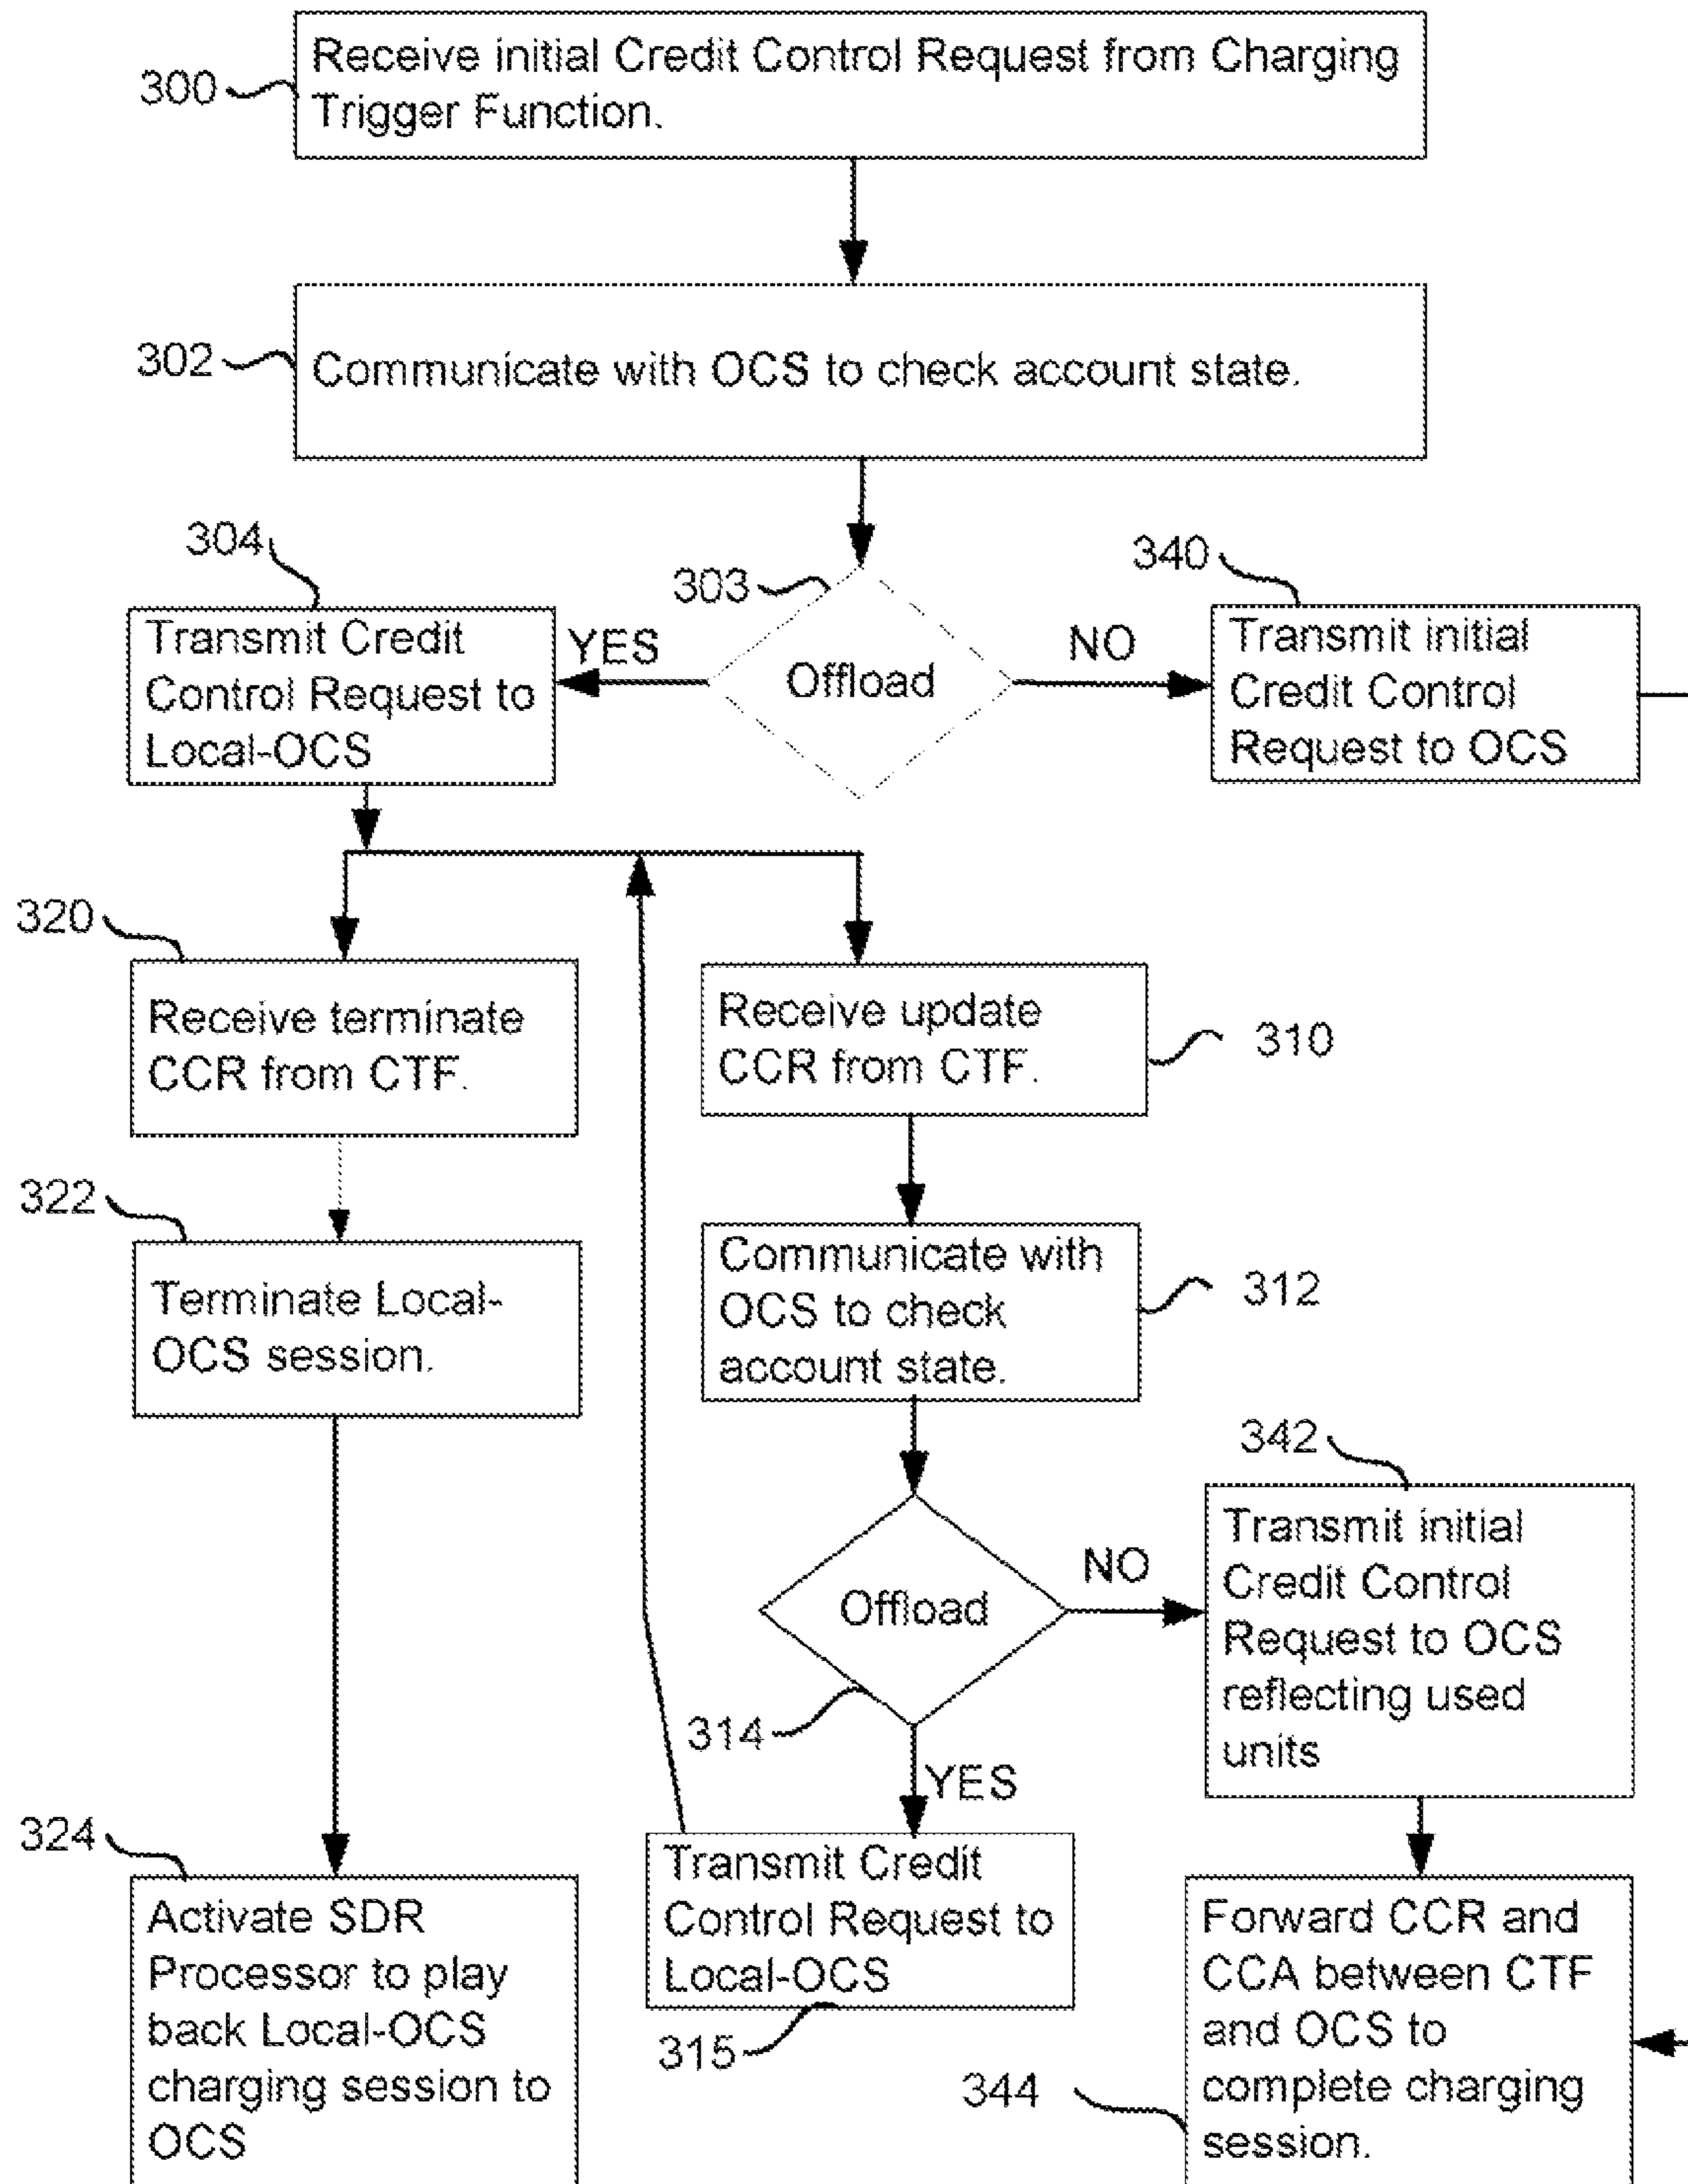 300
Receive initial Credit Control Request from Charging
Trigger Function.
302
Communicate with OCS to check account state.
304
303
340
Transmit Credit
Control Request to
Local-OCS
YES
Offload
NO
Transmit initial
Credit Control
Request to OCS
320
Receive terminate
CCR from CTF.
Receive update
CCR from CTF.
310
322
Terminate Local-
OCS session.
Communicate with
OCS to check
account state.
312
342
Offload
NO
Transmit initial
Credit Control
Request to OCS
reflecting used
units
314
YES
324
Activate SDR
Processor to play
back Local-OCS
charging session to
OCS
Transmit Credit
Control Request to
Local-OCS
315
344
Forward CCR and
CCA between CTF
and OCS to
complete charging
session.